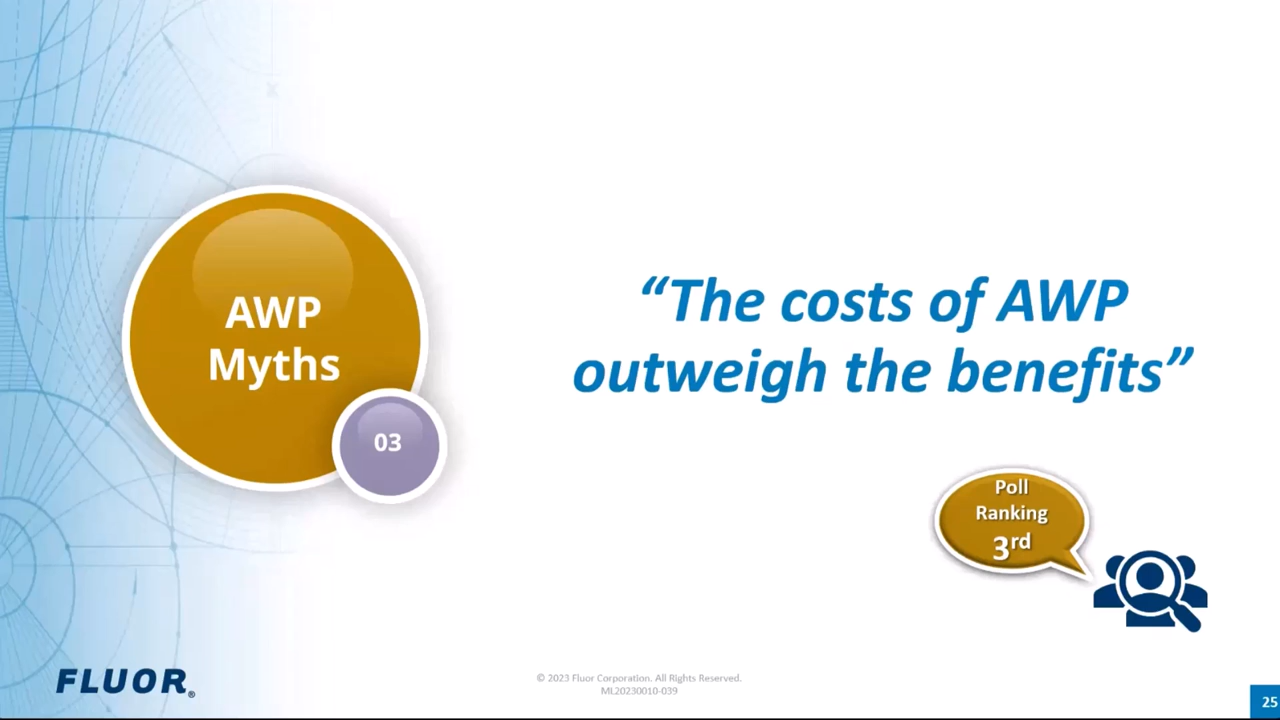 AWP
Myths
03
“The costs of AWP
outweigh the benefits”
Poll
Ranking
3rd
FLUOR®
© 2023 Fluor Corporation. All Rights Reserved.
ML20230010-039
25